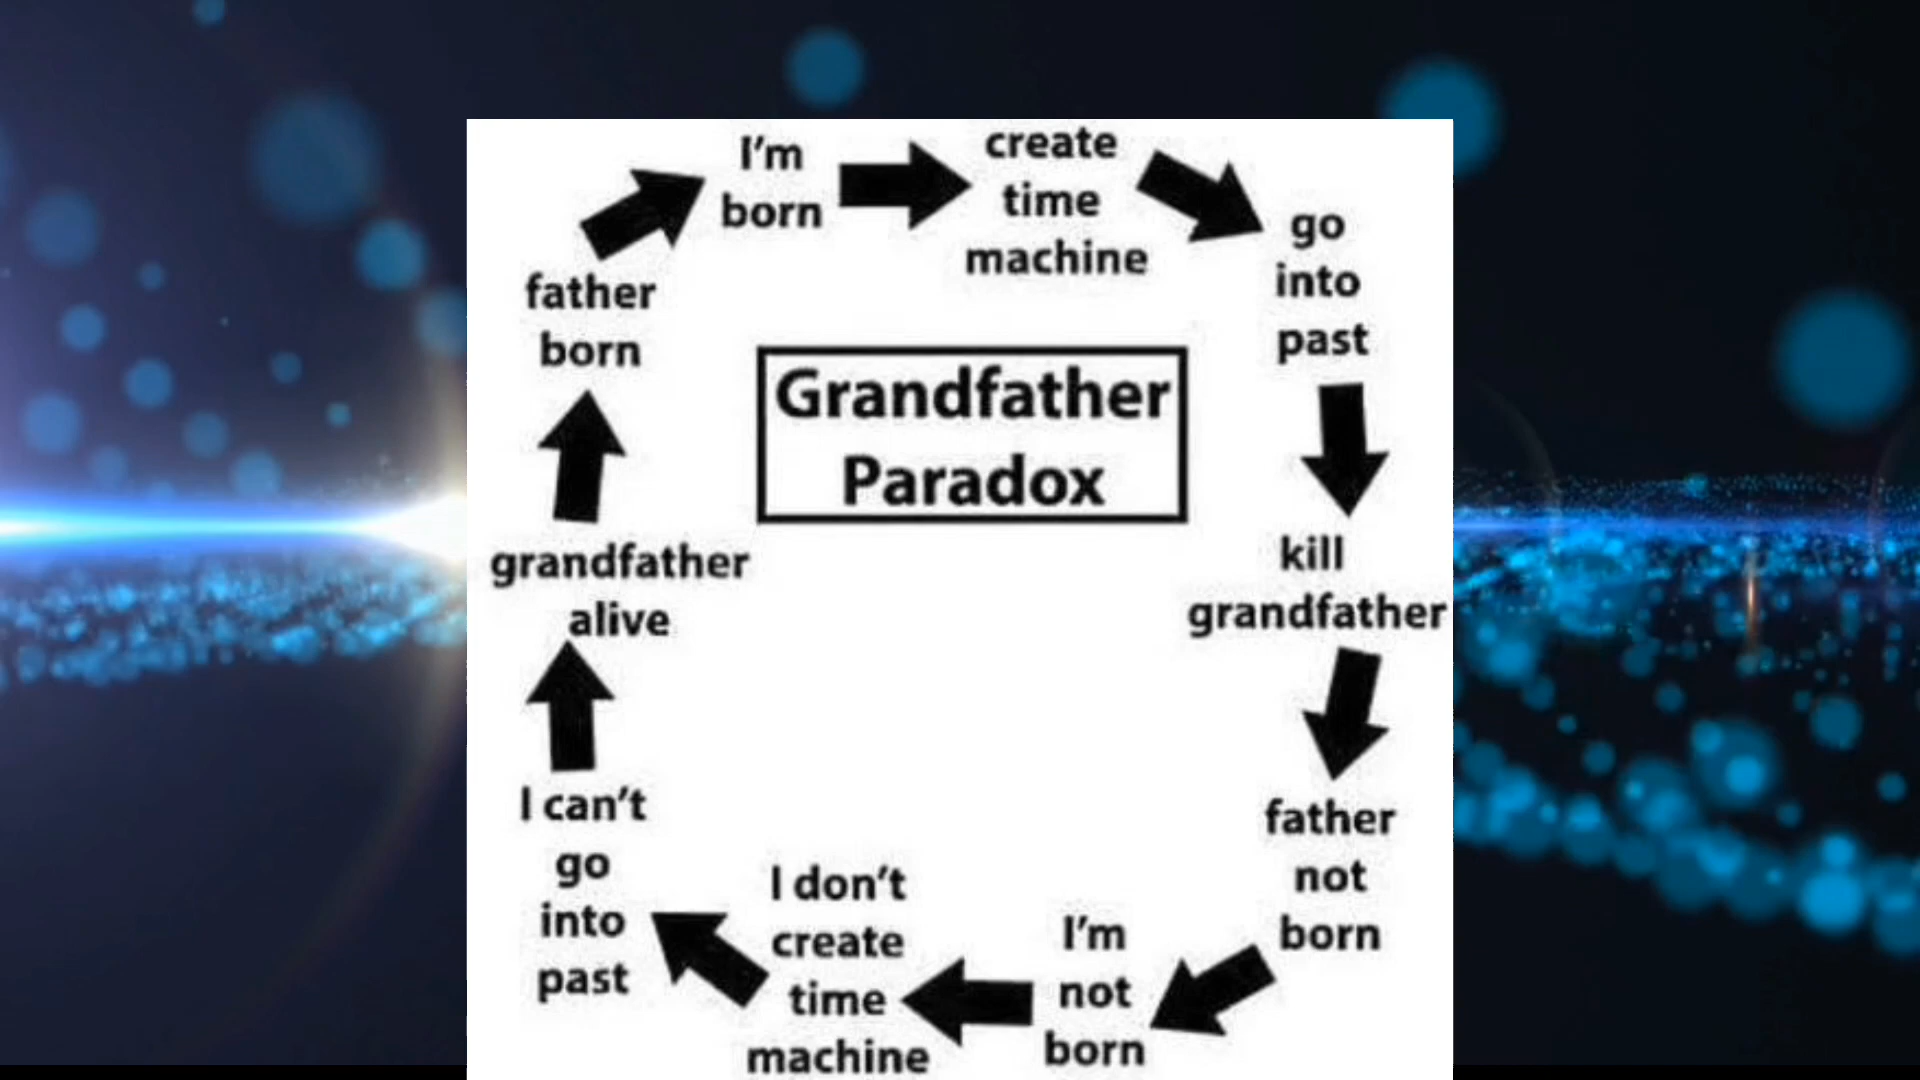 I'm
born
create
time
machine
go
into
past
kill
grandfather
father
not
born
I'm
not
born
I don't
create
time
machine
I can't
go
into
past
grandfather
alive
father
born
Grandfather
Paradox